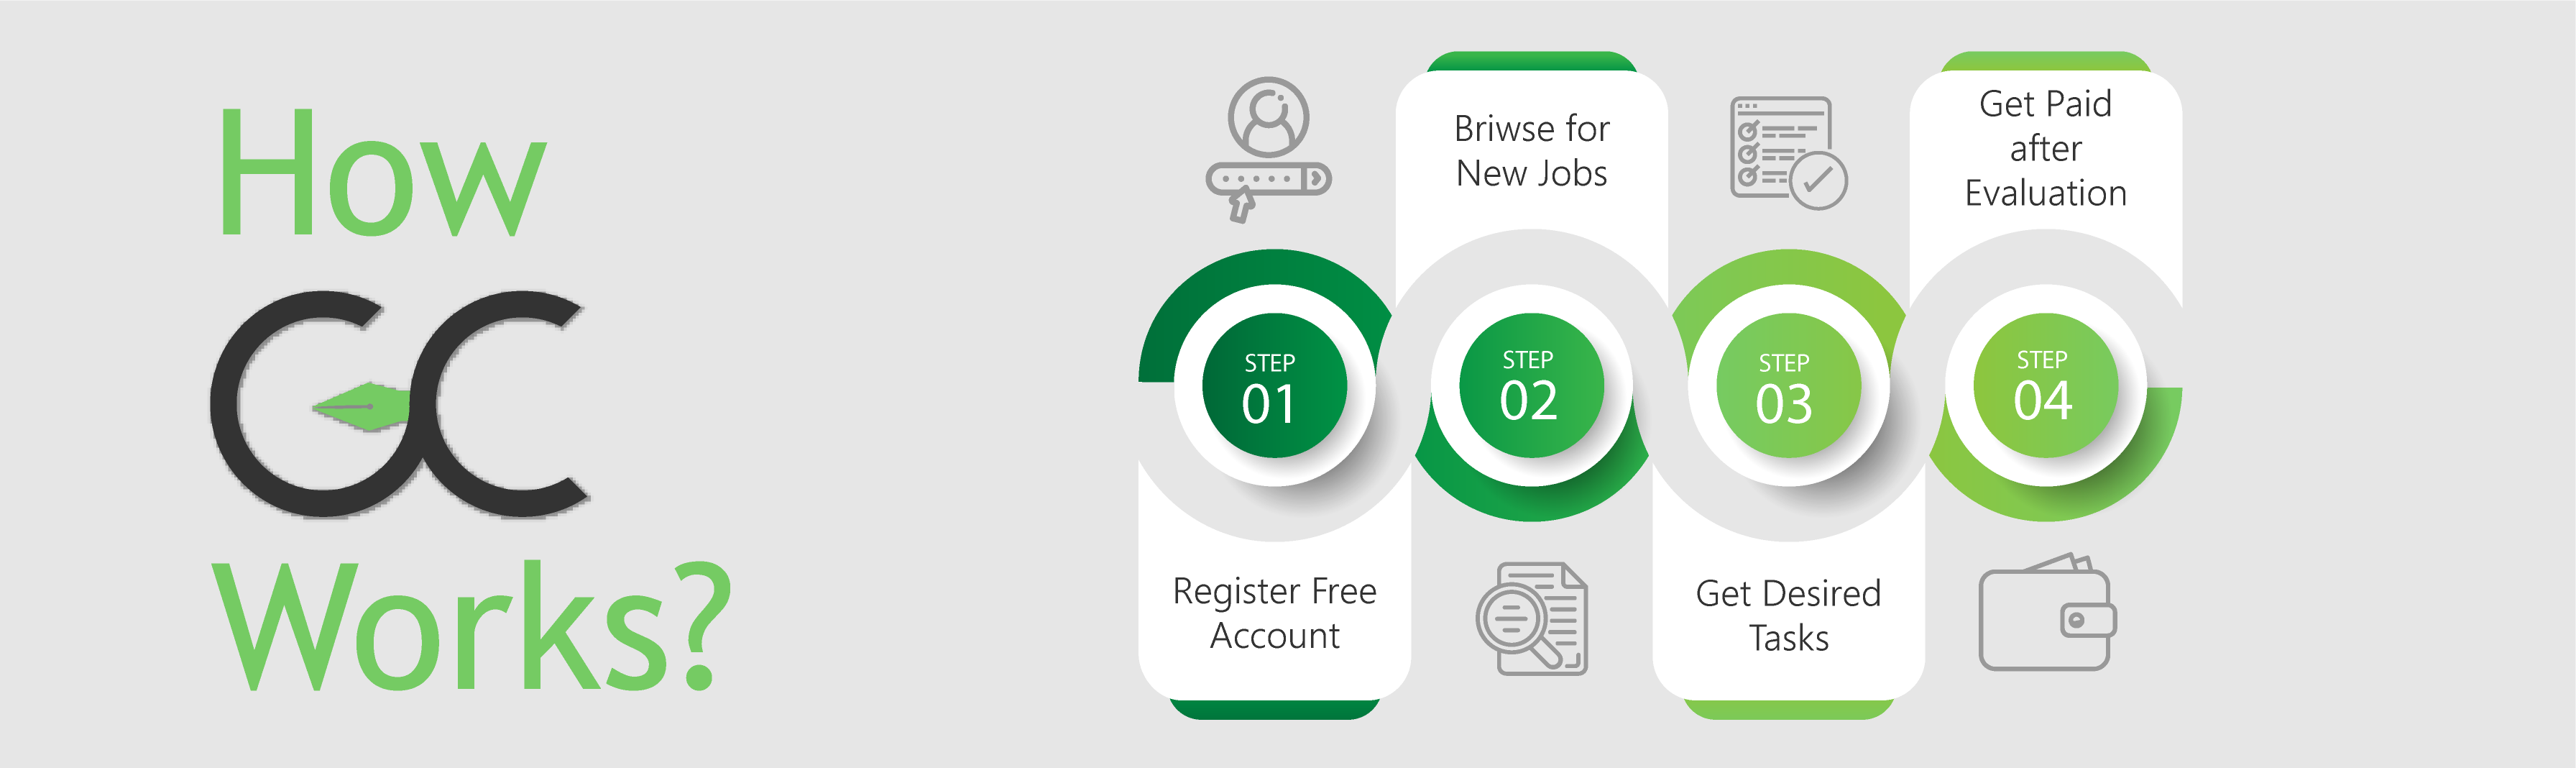 How
GC
Works?
STEP
01
Register Free
Account
Briwse for
New Jobs
STEP
02
STEP
03
Get Desired
Tasks
Get Paid
after
Evaluation
STEP
04